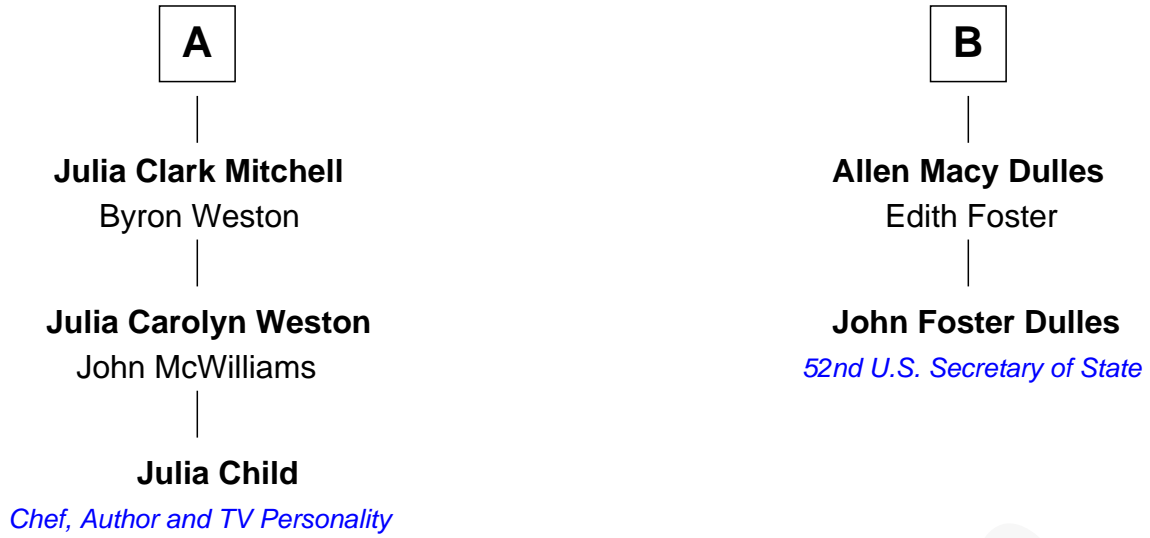 A
Julia Clark Mitchell
Byron Weston
Julia Carolyn Weston
John McWilliams
Julia Child
Chef, Author and TV Personality
B
Allen Macy Dulles
Edith Foster
John Foster Dulles
52nd U.S. Secretary of State